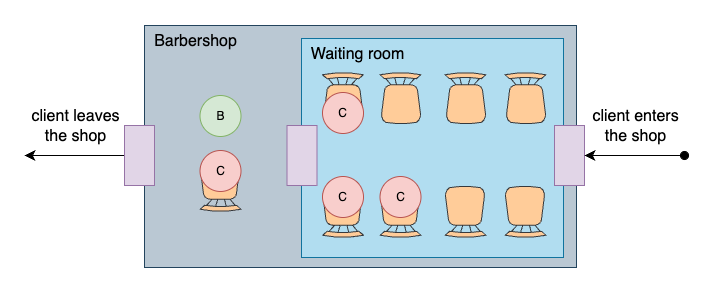 Barbershop
Waiting room
client leaves
the shop
client enters
the shop
B
C
C
C
C